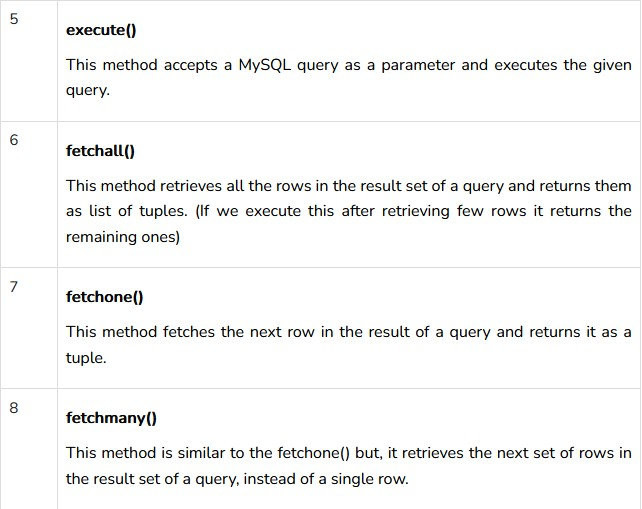 5
execute()
This method accepts a MySQL query as a parameter and executes the given
query.
6
fetchall()
This method retrieves all the rows in the result set of a query and returns them
as list of tuples. (If we execute this after retrieving few rows it returns the
remaining ones)
7
fetchone()
This method fetches the next row in the result of a query and returns it as a
tuple.
8
fetchmany()
This method is similar to the fetchone() but, it retrieves the next set of rows in
the result set of a query, instead of a single row.